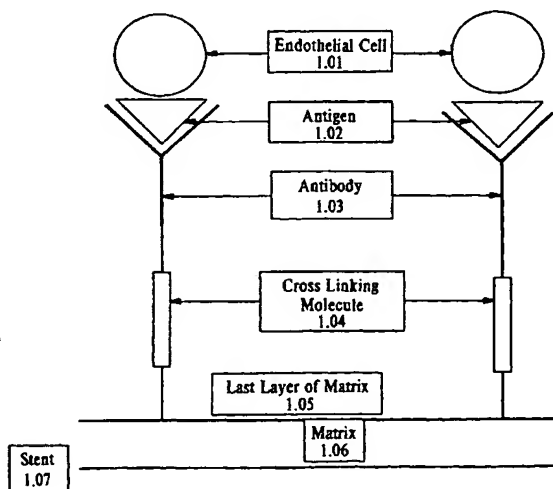 Endothelial Cell
1.01
Antigen
1.02
Antibody
1.03
Cross Linking
Molecule
1.04
Last Layer of Matrix
1.05
Matrix
1.06
Stent
1.07